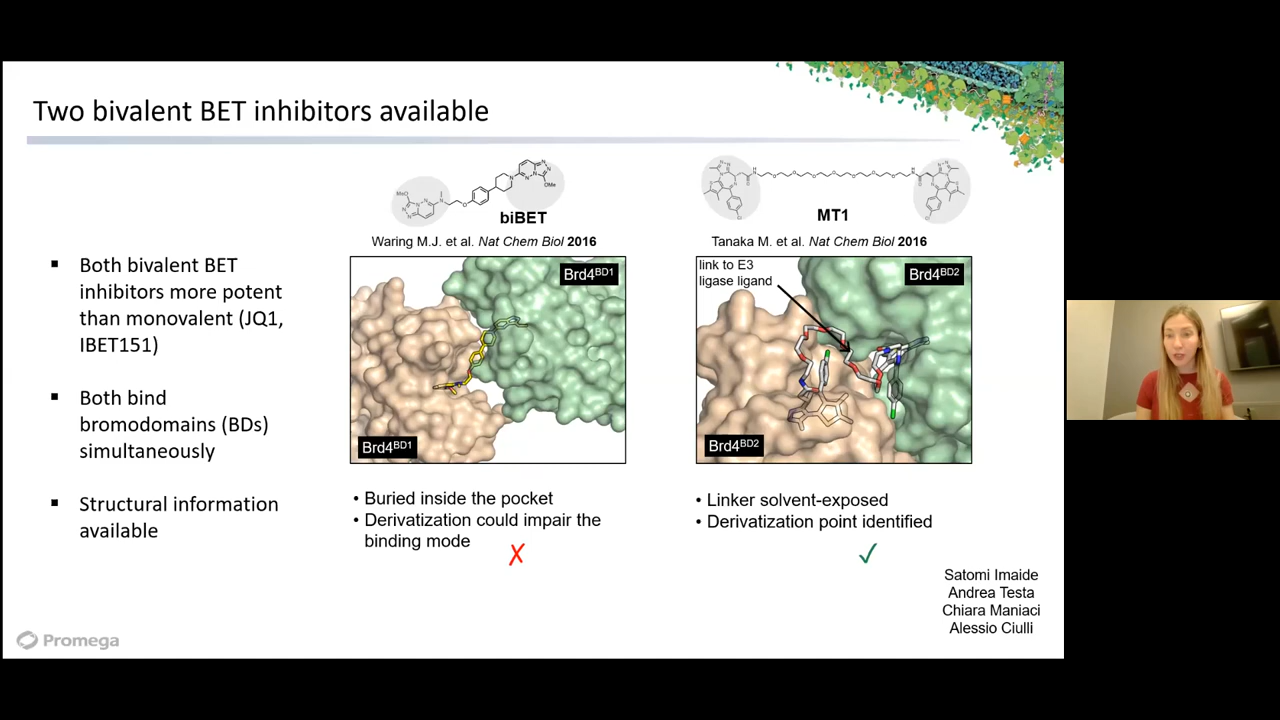 Two bivalent BET inhibitors available
▪ Both bivalent BET
inhibitors more potent
than monovalent (JQ1,
IBET151)
▪ Both bind
bromodomains (BDs)
simultaneously
▪ Structural information
available
MeO
OMe
biBET
Waring M.J. et al. Nat Chem Biol 2016
Brd4BD1
Brd4BD1
• Buried inside the pocket
• Derivatization could impair the
binding mode
✗
MT1
Tanaka M. et al. Nat Chem Biol 2016
link to E3
ligase ligand
Brd4BD2
Brd4BD2
• Linker solvent-exposed
• Derivatization point identified
✓
Satomi Imaide
Andrea Testa
Chiara Maniaci
Alessio Ciulli
Promega